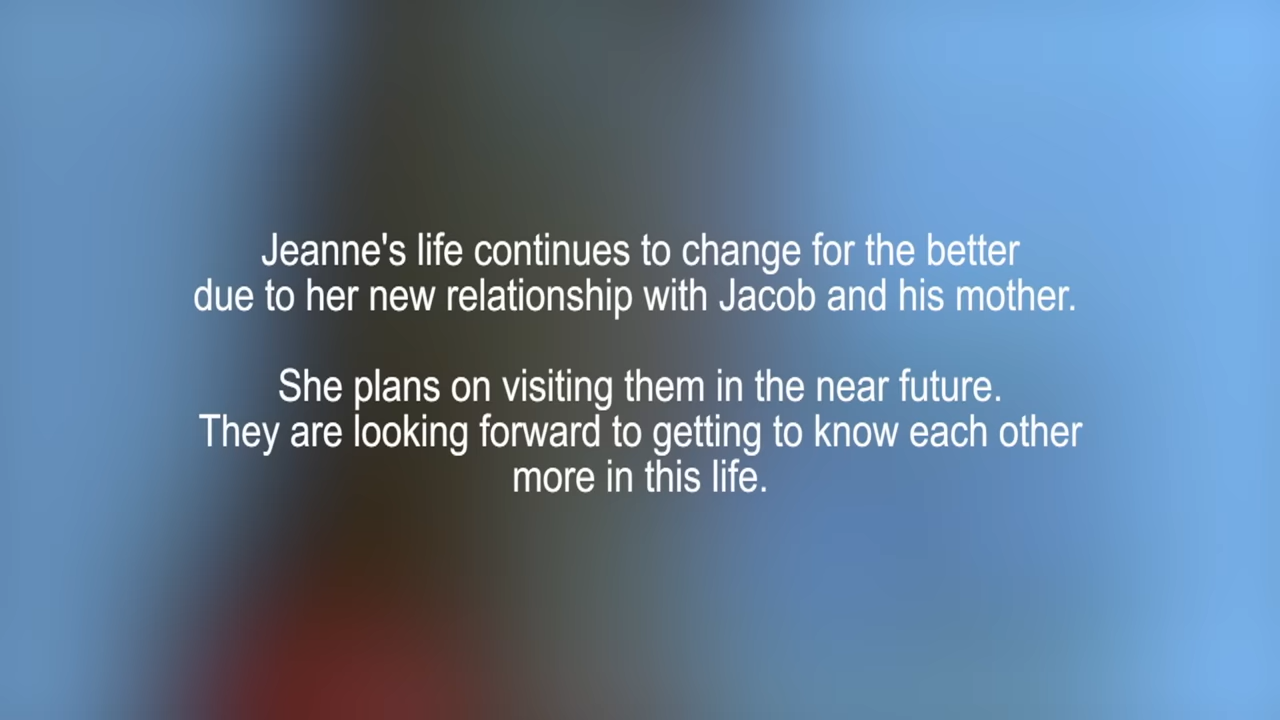 Jeanne's life continues to change for the better
due to her new relationship with Jacob and his mother.
She plans on visiting them in the near future.
They are looking forward to getting to know each other
more in this life.